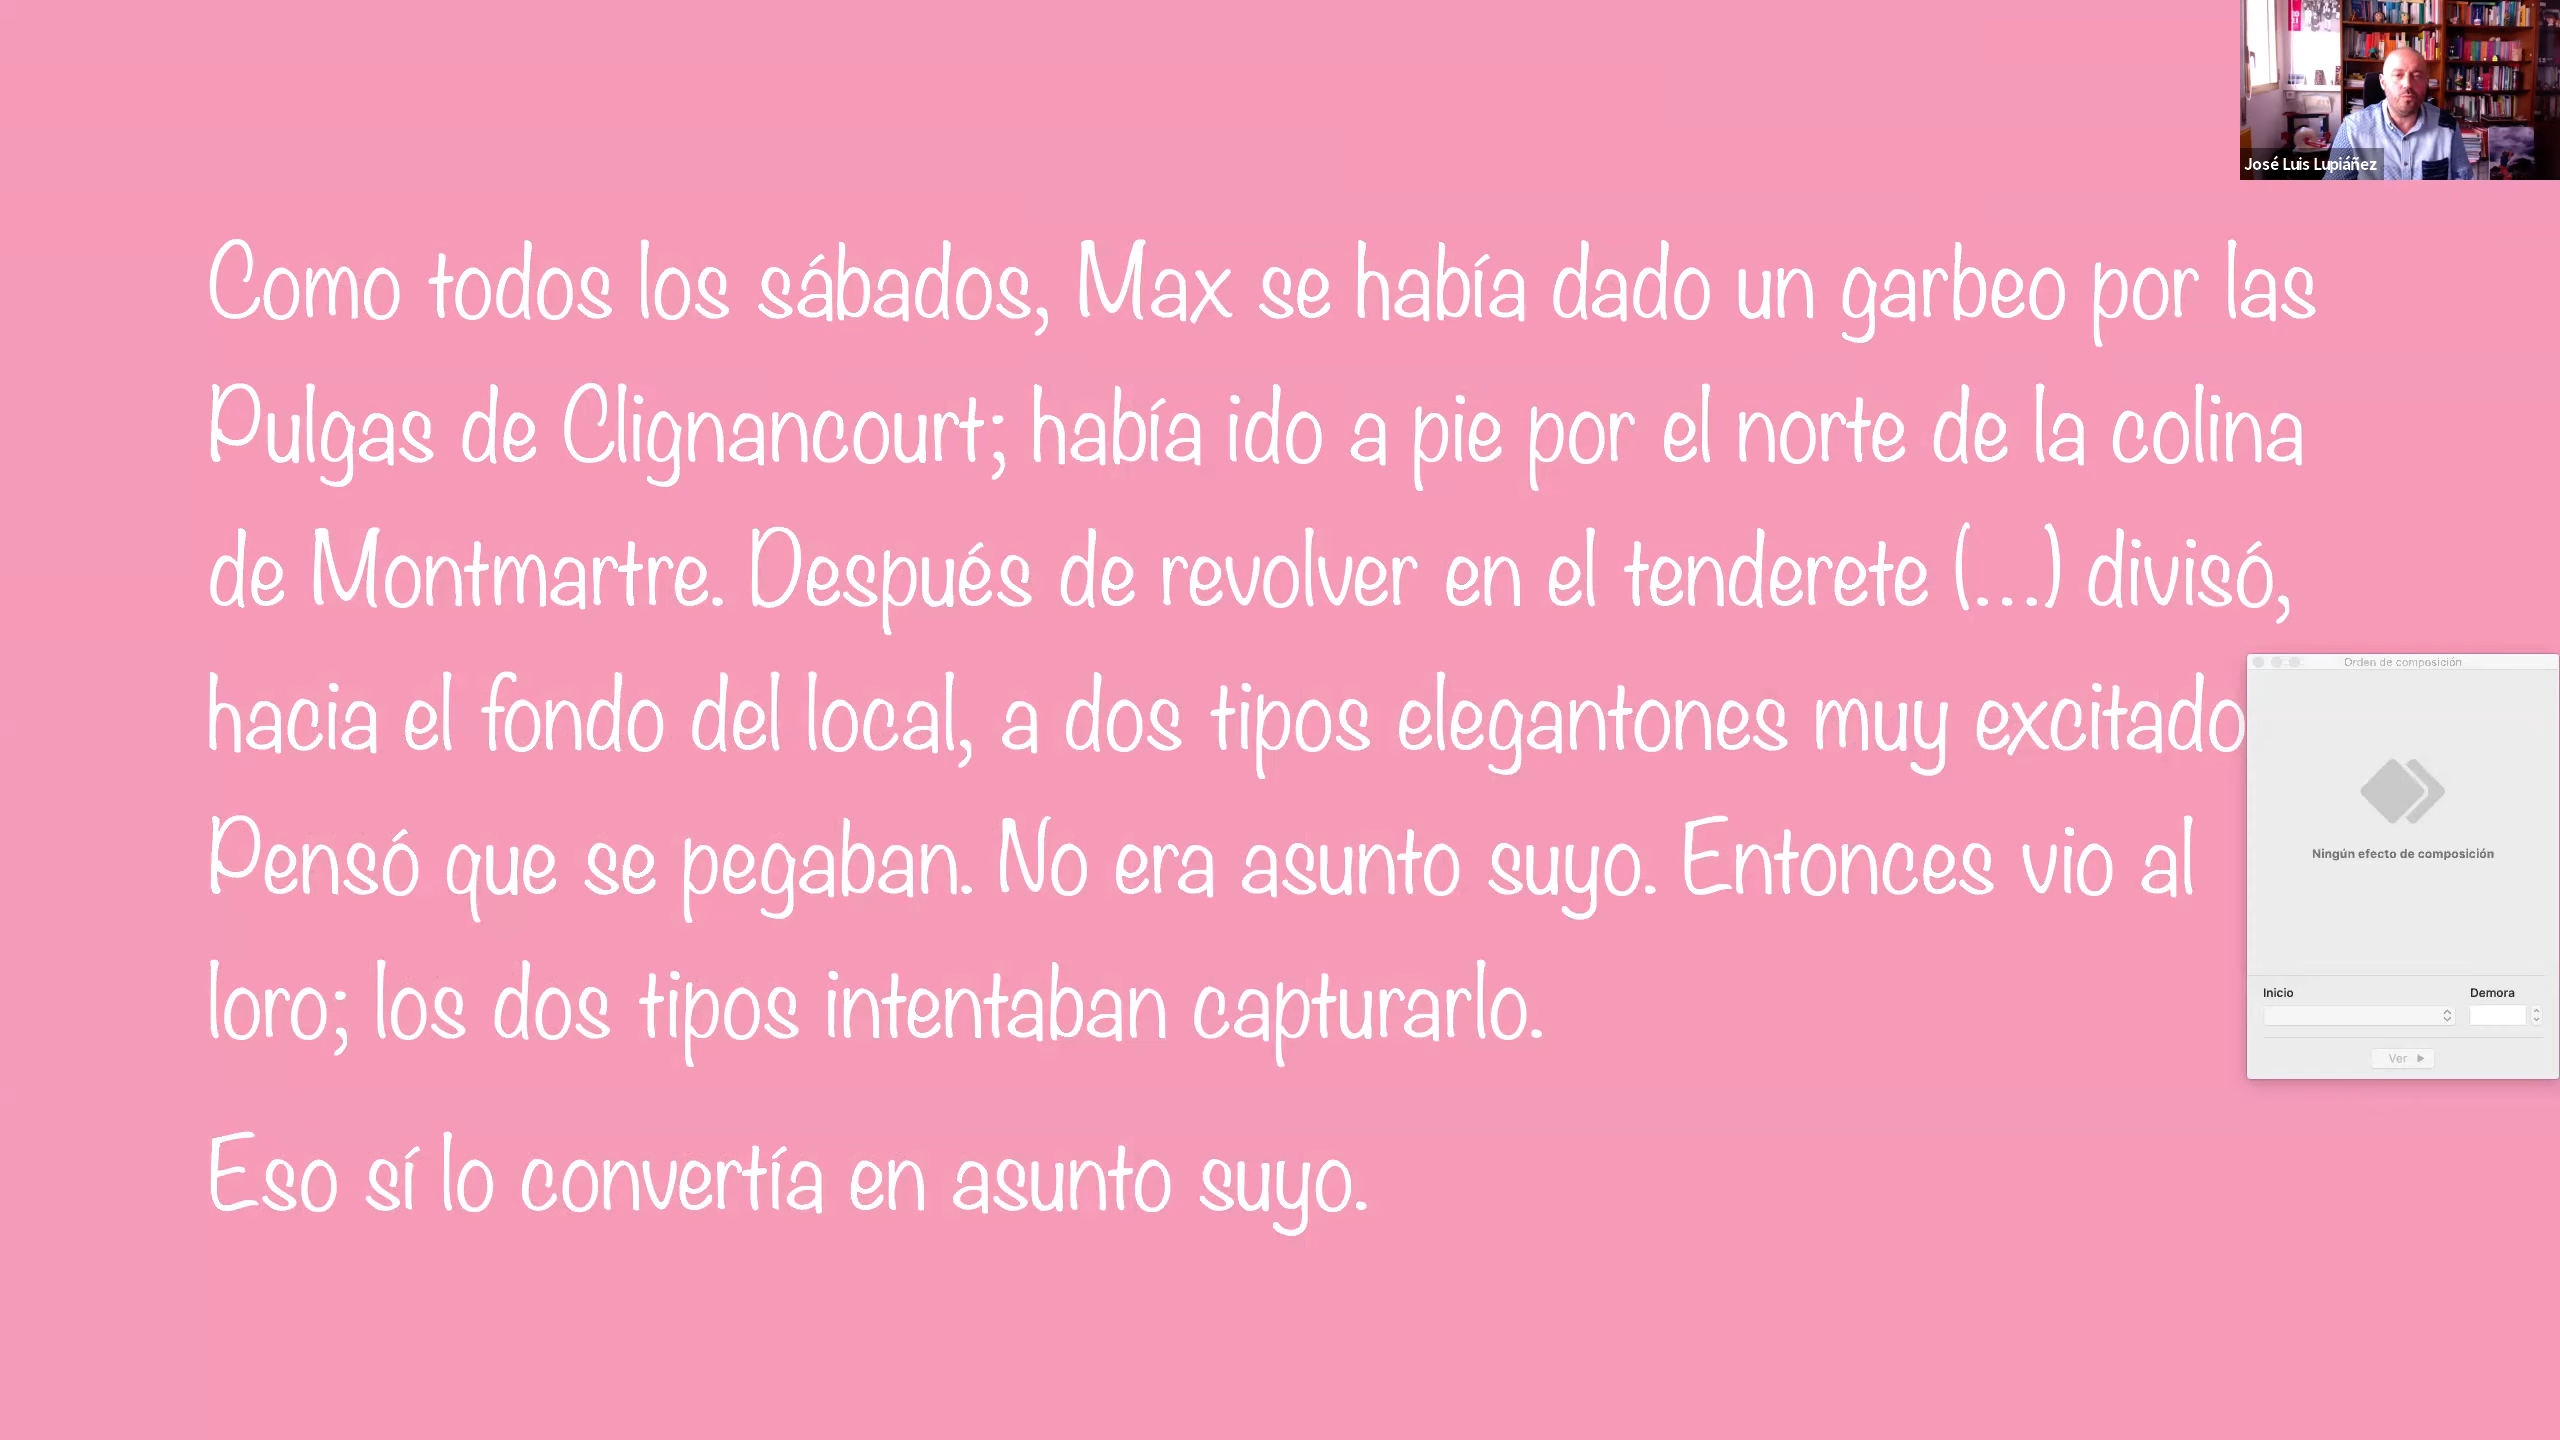 José Luis Lupiáñez
Como todos los sábados, Max se había dado un garbeo por las
Pulgas de Clignancourt; había ido a pie por el norte de la colina
de Montmartre. Después de revolver en el tenderete (...) divisó,
hacia el fondo del local, a dos tipos elegantones muy excitado
Pensó que se pegaban. No era asunto suyo. Entonces vio al
loro; los dos tipos intentaban capturarlo.
Eso sí lo convertía en asunto suyo.
Orden de composición
Ningún efecto de composición
Inicio Demora
Ver